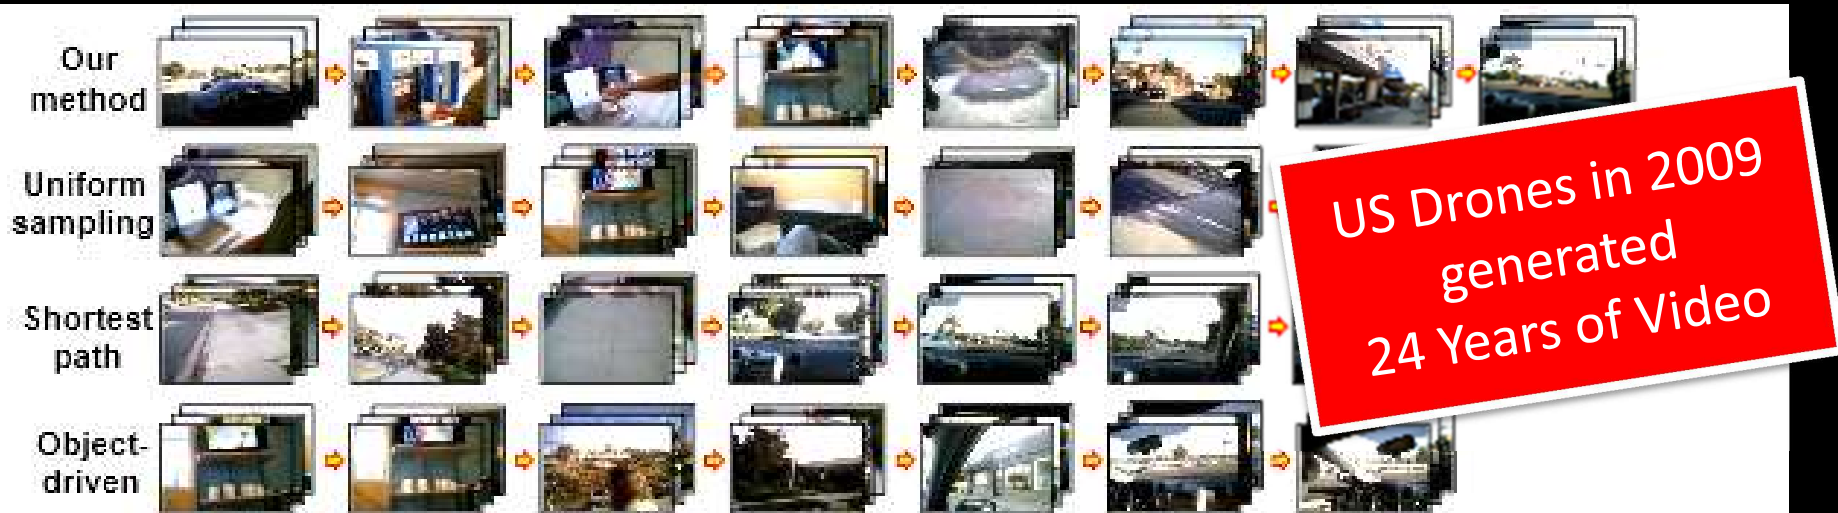 Our
method
Uniform
sampling
Shortest
path
Object-
driven
US Drones in 2009
generated
24 Years of Video